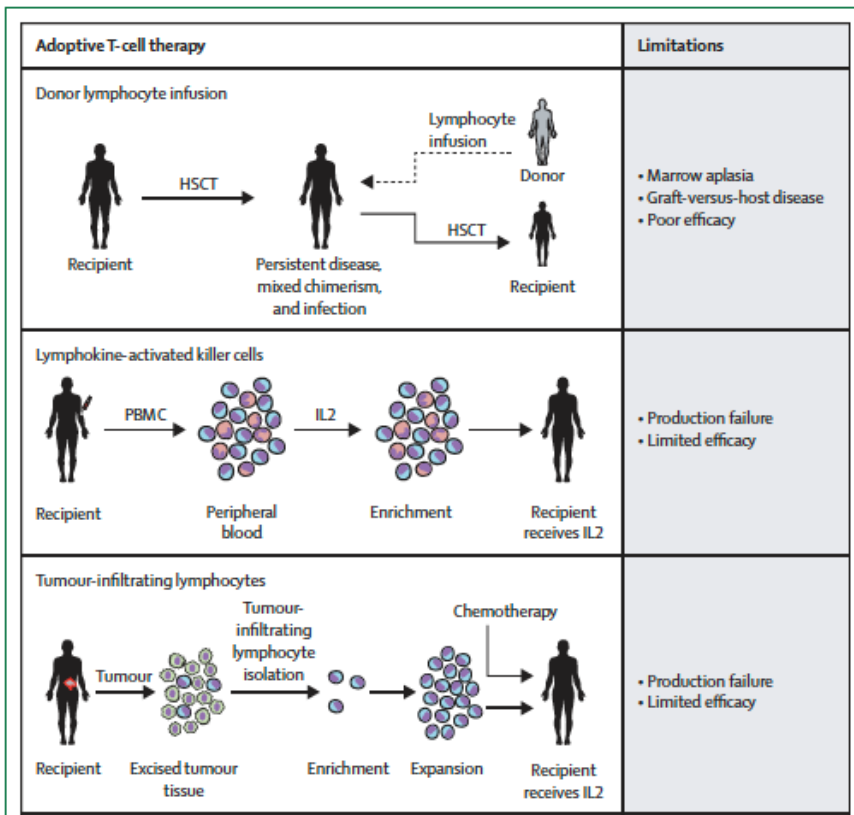 Adoptive T-cell therapy
Limitations
Donor lymphocyte infusion
Lymphocyte
infusion
Donor
HSCT
HSCT
Recipient
Persistent disease,
mixed chimerism,
and infection
Recipient
• Marrow aplasia
• Graft-versus-host disease
• Poor efficacy
Lymphokine-activated killer cells
PBMC
IL2
Recipient
Peripheral
blood
Enrichment
Recipient
receives IL2
• Production failure
• Limited efficacy
Tumour-infiltrating lymphocytes
Tumour-
infiltrating
lymphocyte
isolation
Chemotherapy
Tumour
Recipient
Excised tumour
tissue
Enrichment
Expansion
Recipient
receives IL2
• Production failure
• Limited efficacy